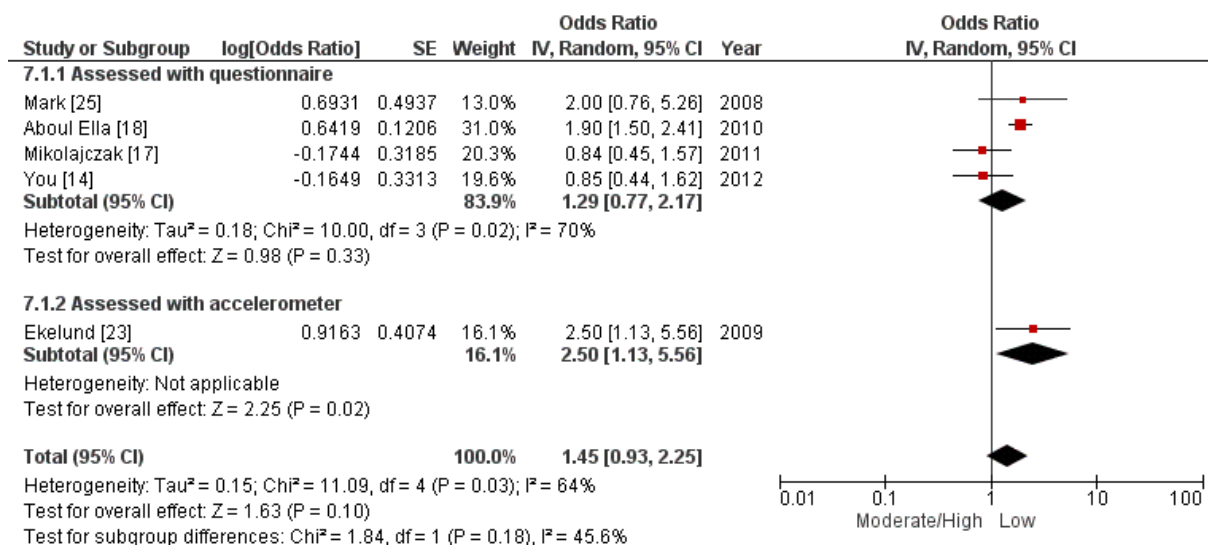 Odds Ratio Odds Ratio
Study or Subgroup log[Odds Ratio] SE Weight IV, Random, 95% CI Year IV, Random, 95% CI
7.1.1 Assessed with questionnaire
Mark [25] 0.6931 0.4937 13.0% 2.00 [0.76, 5.26] 2008
Aboul Ella [18] 0.6419 0.1206 31.0% 1.90 [1.50, 2.41] 2010
Mikolajczak [17] -0.1744 0.3185 20.3% 0.84 [0.45, 1.57] 2011
You [14] -0.1649 0.3313 19.6% 0.85 [0.44, 1.62] 2012
Subtotal (95% CI) 83.9% 1.29 [0.77, 2.17]
Heterogeneity: Tau² = 0.18; Chi² = 10.00, df = 3 (P = 0.02); I² = 70%
Test for overall effect: Z = 0.98 (P = 0.33)
7.1.2 Assessed with accelerometer
Ekelund [23] 0.9163 0.4074 16.1% 2.50 [1.13, 5.56] 2009
Subtotal (95% CI) 16.1% 2.50 [1.13, 5.56]
Heterogeneity: Not applicable
Test for overall effect: Z = 2.25 (P = 0.02)
Total (95% CI) 100.0% 1.45 [0.93, 2.25]
Heterogeneity: Tau² = 0.15; Chi² = 11.09, df = 4 (P = 0.03); I² = 64%
Test for overall effect: Z = 1.63 (P = 0.10)
Test for subgroup differences: Chi² = 1.84, df = 1 (P = 0.18), I² = 45.6%
0.01 0.1 1 10 100
Moderate/High Low